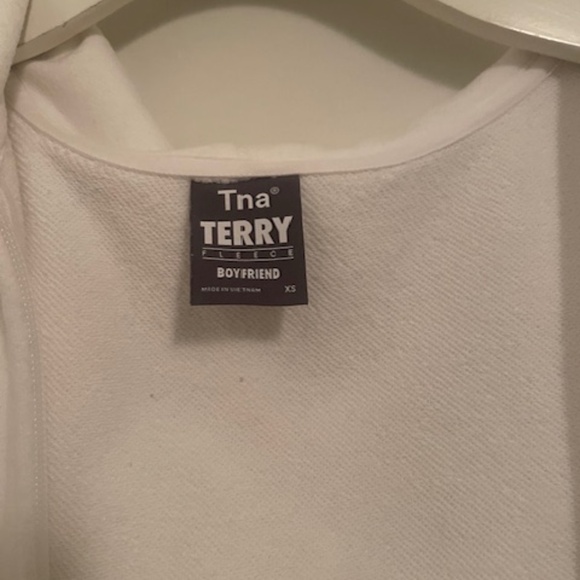 Tna®
TERRY
FLEECE
BOYFRIEND
MADE IN VIETNAM XS